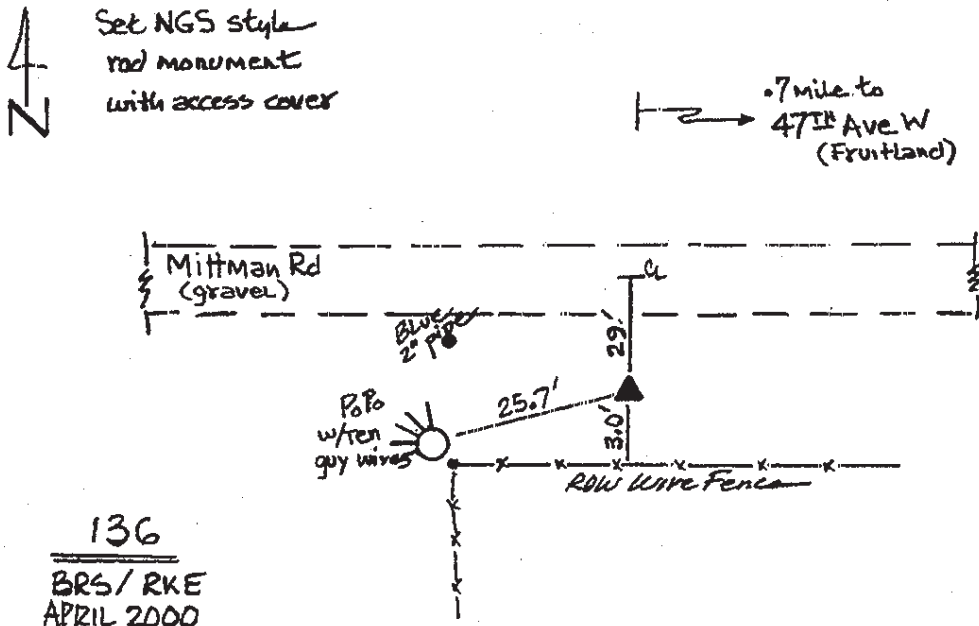 Set NGS style
rod monument
with access cover
N
.7 mile to
47TH Ave W
(Fruitland)
Mittman Rd
(gravel)
CL
Blue
2" pipe
29'
25.7'
3.0'
P.P.
w/Ten
guy wires
ROW Wire Fence
136
BRS/RKE
APRIL 2000